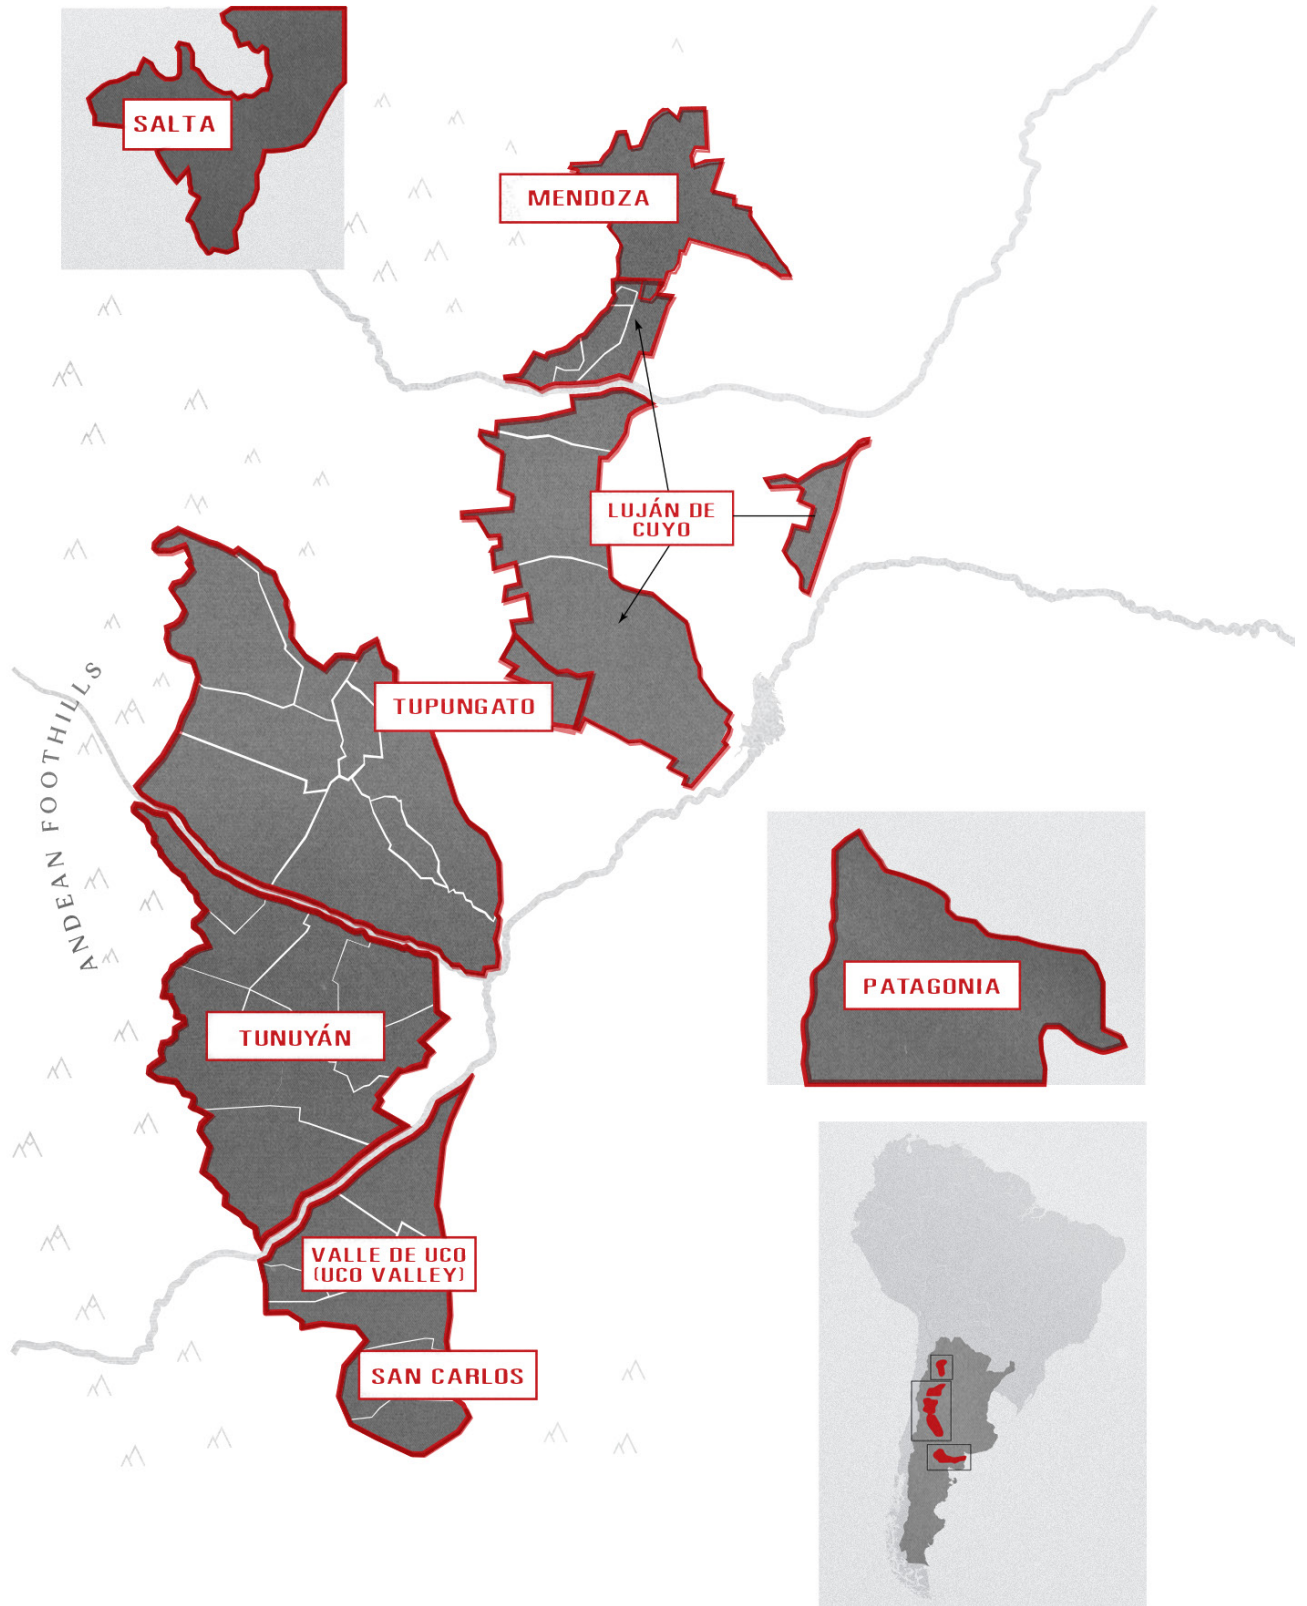 SALTA
MENDOZA
LUJÁN DE
CUYO
TUPUNGATO
ANDEAN FOOTHILLS
PATAGONIA
TUNUYÁN
VALLE DE UCO
(UCO VALLEY)
SAN CARLOS